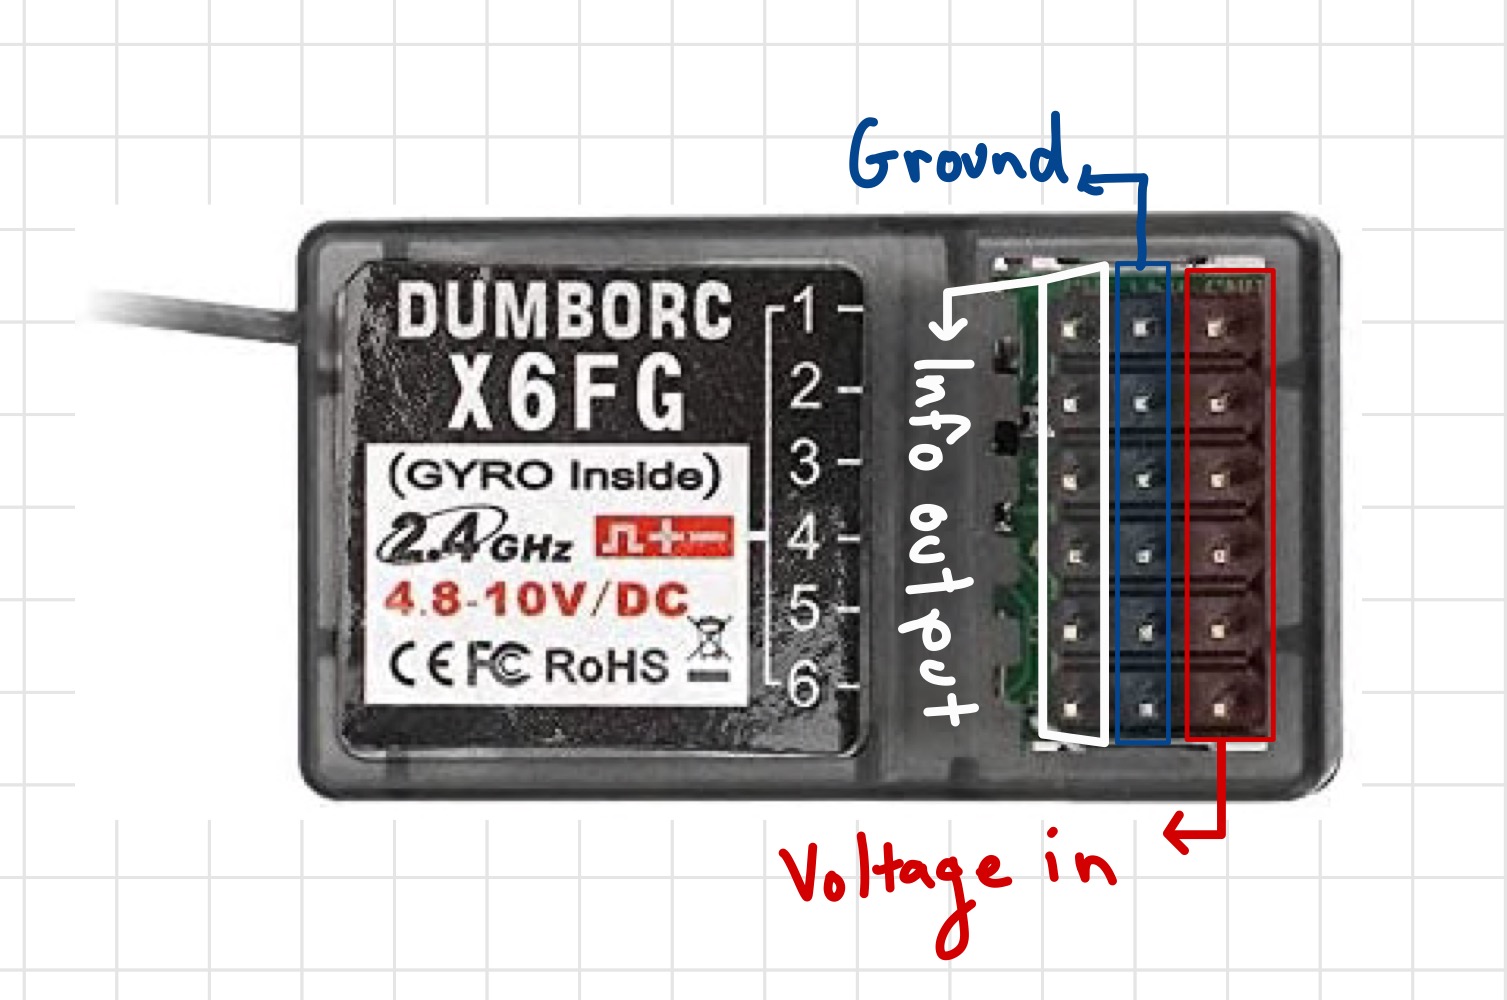 Ground
DUMBORC
X6FG
(GYRO Inside)
2.4GHz
4.8-10V/DC
CE FC RoHS
1
2
3
4
5
6
Info output
Voltage in